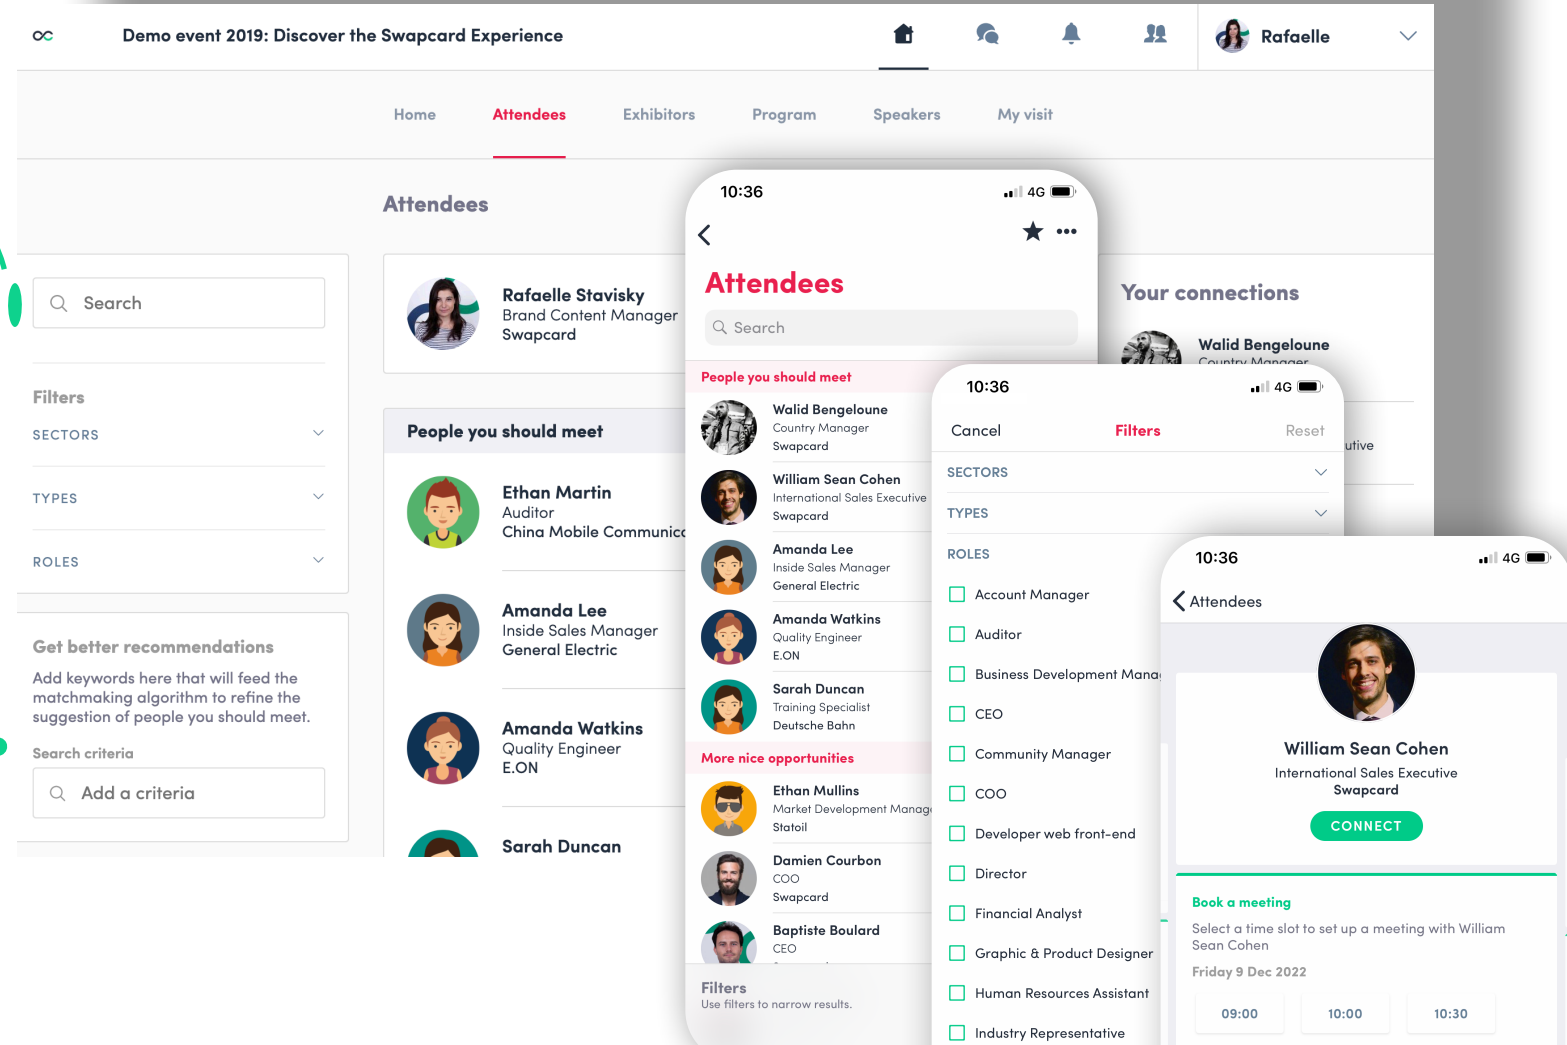 Demo event 2019: Discover the Swapcard Experience
Rafaelle
Home
Attendees
Exhibitors
Program
Speakers
My visit
Attendees
Search
Filters
SECTORS
TYPES
ROLES
Get better recommendations
Add keywords here that will feed the
matchmaking algorithm to refine the
suggestion of people you should meet.
Search criteria
Add a criteria
Rafaelle Stavisky
Brand Content Manager
Swapcard
People you should meet
Ethan Martin
Auditor
China Mobile Communic
Amanda Lee
Inside Sales Manager
General Electric
Amanda Watkins
Quality Engineer
E.ON
Sarah Duncan
Your connections
Walid Bengeloune
Country Manager
utive
10:36
4G
Attendees
Search
People you should meet
Walid Bengeloune
Country Manager
Swapcard
William Sean Cohen
International Sales Executive
Swapcard
Amanda Lee
Inside Sales Manager
General Electric
Amanda Watkins
Quality Engineer
E.ON
Sarah Duncan
Training Specialist
Deutsche Bahn
More nice opportunities
Ethan Mullins
Market Development Manage
Statoil
Damien Courbon
COO
Swapcard
Baptiste Boulard
CEO
Filters
Use filters to narrow results.
10:36
4G
Cancel
Filters
Reset
SECTORS
TYPES
ROLES
Account Manager
Auditor
Business Development Mana
CEO
Community Manager
COO
Developer web front-end
Director
Financial Analyst
Graphic & Product Designer
Human Resources Assistant
Industry Representative
10:36
4G
Attendees
William Sean Cohen
International Sales Executive
Swapcard
CONNECT
Book a meeting
Select a time slot to set up a meeting with William
Sean Cohen
Friday 9 Dec 2022
09:00
10:00
10:30